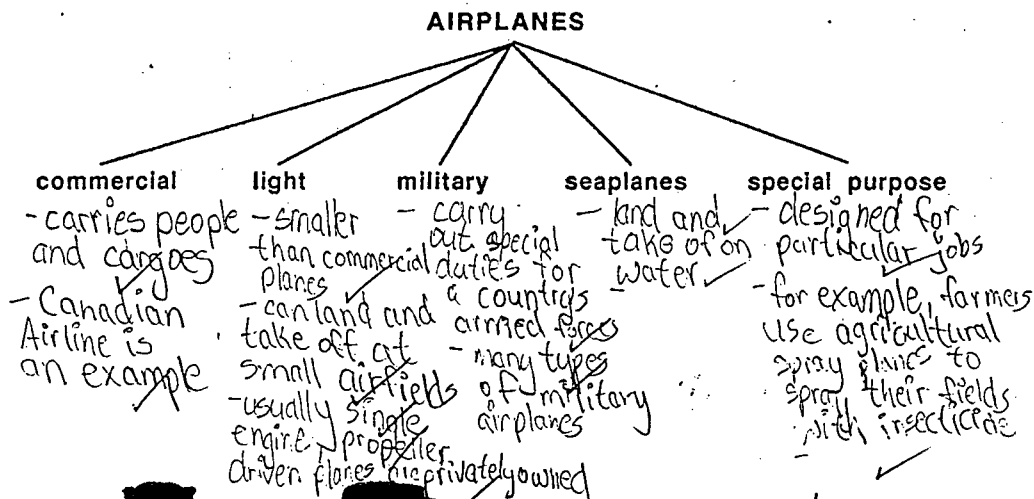 AIRPLANES
commercial
- carries people
and cargoes
- Canadian
Airline is
an example
light
- smaller
than commercial
planes
- can land and
take off at
small airfields
- usually single
engine, propeller
driven planes privately owned
military
- carry
out special
duties for
a countrys
armed forces
- many types
of military
airplanes
seaplanes
- land and
take of on
water
special purpose
- designed for
particular jobs
- for example, farmers
use agricultural
spray planes to
spray their fields
with insecticide